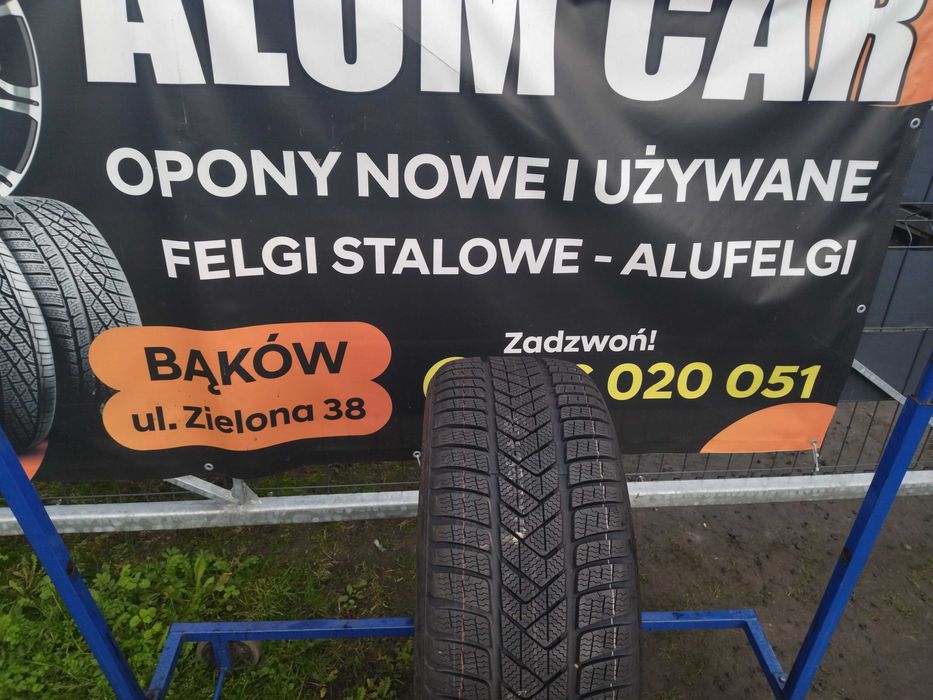 ALUM CAR
OPONY NOWE I UŻYWANE
FELGI STALOWE - ALUFELGI
BĄKÓW
ul. Zielona 38
Zadzwoń!
020 051